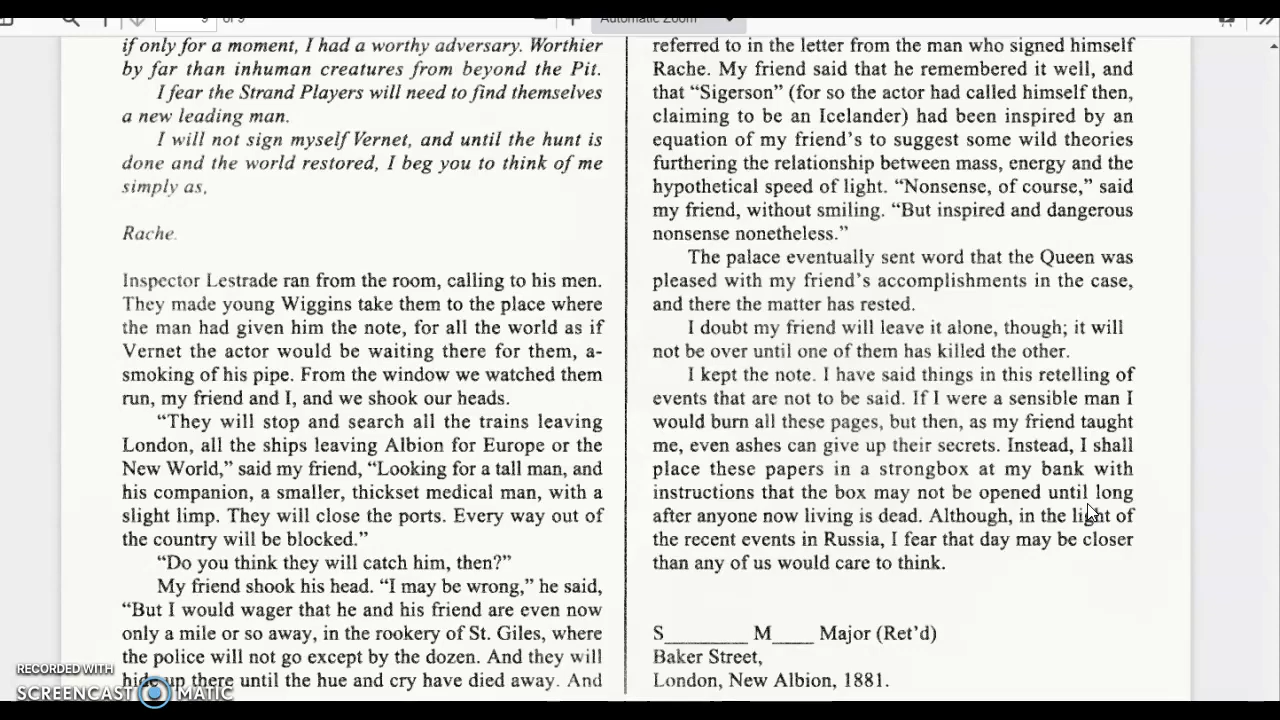 9 of 9
Automatic Zoom
if only for a moment, I had a worthy adversary. Worthier
by far than inhuman creatures from beyond the Pit.
I fear the Strand Players will need to find themselves
a new leading man.
I will not sign myself Vernet, and until the hunt is
done and the world restored, I beg you to think of me
simply as,
Rache.
Inspector Lestrade ran from the room, calling to his men.
They made young Wiggins take them to the place where
the man had given him the note, for all the world as if
Vernet the actor would be waiting there for them, a-
smoking of his pipe. From the window we watched them
run, my friend and I, and we shook our heads.
“They will stop and search all the trains leaving
London, all the ships leaving Albion for Europe or the
New World,” said my friend, “Looking for a tall man, and
his companion, a smaller, thickset medical man, with a
slight limp. They will close the ports. Every way out of
the country will be blocked.”
“Do you think they will catch him, then?”
My friend shook his head. “I may be wrong,” he said,
“But I would wager that he and his friend are even now
only a mile or so away, in the rookery of St. Giles, where
the police will not go except by the dozen. And they will
hide up there until the hue and cry have died away. And
referred to in the letter from the man who signed himself
Rache. My friend said that he remembered it well, and
that “Sigerson” (for so the actor had called himself then,
claiming to be an Icelander) had been inspired by an
equation of my friend’s to suggest some wild theories
furthering the relationship between mass, energy and the
hypothetical speed of light. “Nonsense, of course,” said
my friend, without smiling. “But inspired and dangerous
nonsense nonetheless.”
The palace eventually sent word that the Queen was
pleased with my friend’s accomplishments in the case,
and there the matter has rested.
I doubt my friend will leave it alone, though; it will
not be over until one of them has killed the other.
I kept the note. I have said things in this retelling of
events that are not to be said. If I were a sensible man I
would burn all these pages, but then, as my friend taught
me, even ashes can give up their secrets. Instead, I shall
place these papers in a strongbox at my bank with
instructions that the box may not be opened until long
after anyone now living is dead. Although, in the light of
the recent events in Russia, I fear that day may be closer
than any of us would care to think.
S________ M____ Major (Ret’d)
Baker Street,
London, New Albion, 1881.
RECORDED WITH
SCREENCAST MATIC